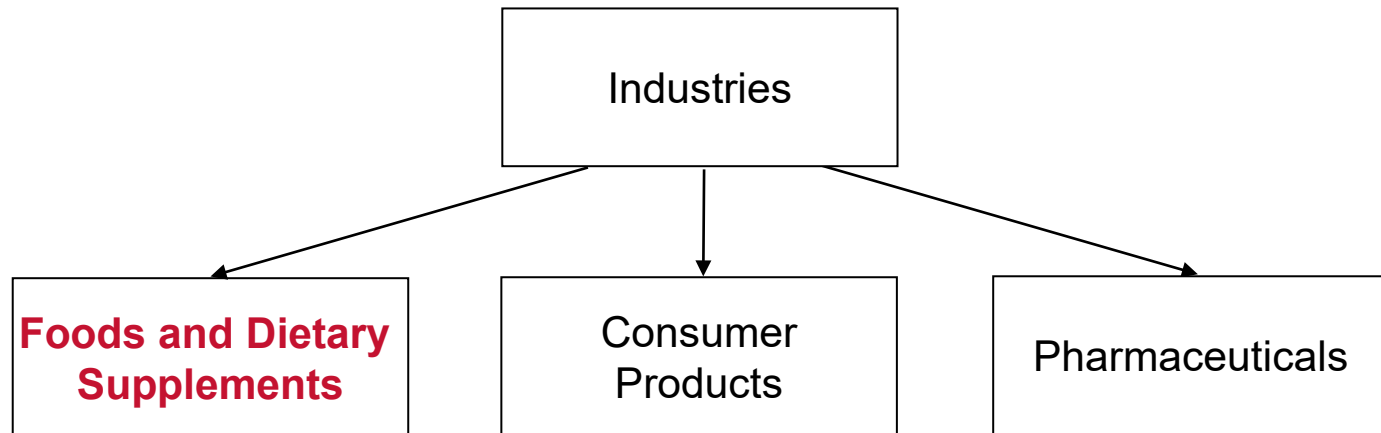 Industries
Foods and Dietary
Supplements
Consumer
Products
Pharmaceuticals